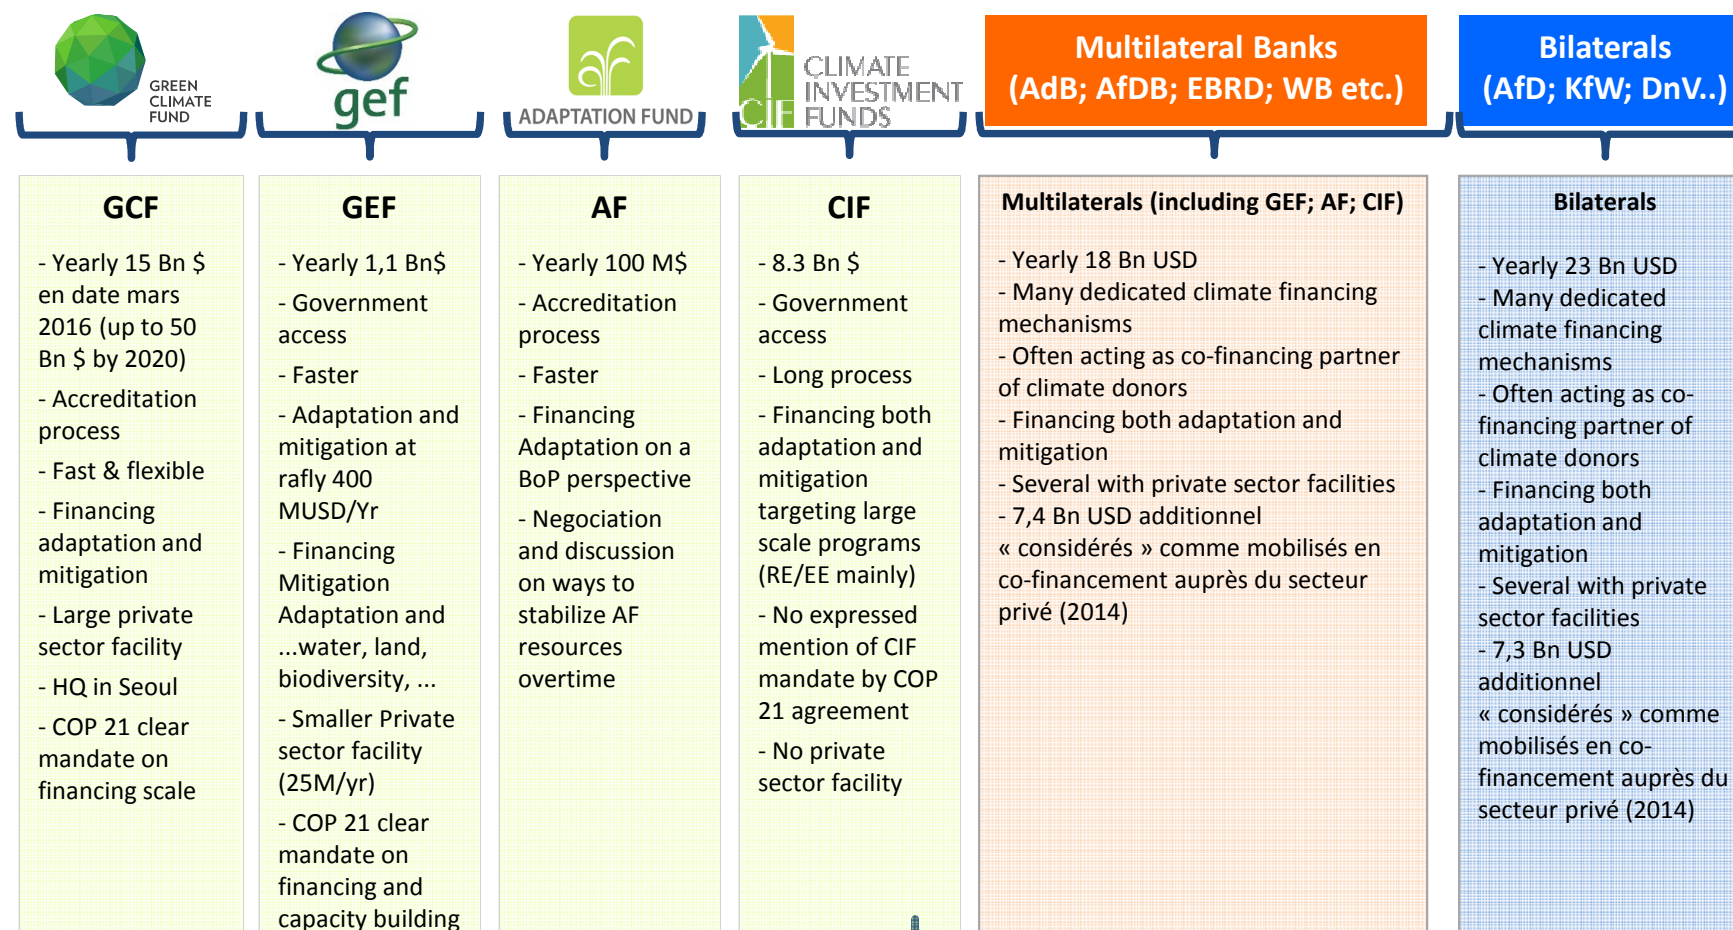 GREEN
CLIMATE
FUND
gef
ADAPTATION FUND
CIF
CLIMATE
INVESTMENT
FUNDS
Multilateral Banks
(AdB; AfDB; EBRD; WB etc.)
Bilaterals
(AfD; KfW; DnV..)
GCF
- Yearly 15 Bn $
en date mars
2016 (up to 50
Bn $ by 2020)
- Accreditation
process
- Fast & flexible
- Financing
adaptation and
mitigation
- Large private
sector facility
- HQ in Seoul
- COP 21 clear
mandate on
financing scale
GEF
- Yearly 1,1 Bn$
- Government
access
- Faster
- Adaptation and
mitigation at
rafly 400
MUSD/Yr
- Financing
Mitigation
Adaptation and
...water, land,
biodiversity, ...
- Smaller Private
sector facility
(25M/yr)
- COP 21 clear
mandate on
financing and
capacity building
AF
- Yearly 100 M$
- Accreditation
process
- Faster
- Financing
Adaptation on a
BoP perspective
- Negociation
and discussion
on ways to
stabilize AF
resources
overtime
CIF
- 8.3 Bn $
- Government
access
- Long process
- Financing both
adaptation and
mitigation
targeting large
scale programs
(RE/EE mainly)
- No expressed
mention of CIF
mandate by COP
21 agreement
- No private
sector facility
Multilaterals (including GEF; AF; CIF)
- Yearly 18 Bn USD
- Many dedicated climate financing
mechanisms
- Often acting as co-financing partner
of climate donors
- Financing both adaptation and
mitigation
- Several with private sector facilities
- 7,4 Bn USD additionnel
« considérés » comme mobilisés en
co-financement auprès du secteur
privé (2014)
Bilaterals
- Yearly 23 Bn USD
- Many dedicated
climate financing
mechanisms
- Often acting as co-
financing partner of
climate donors
- Financing both
adaptation and
mitigation
- Several with private
sector facilities
- 7,3 Bn USD
additionnel
« considérés » comme
mobilisés en co-
financement auprès du
secteur privé (2014)